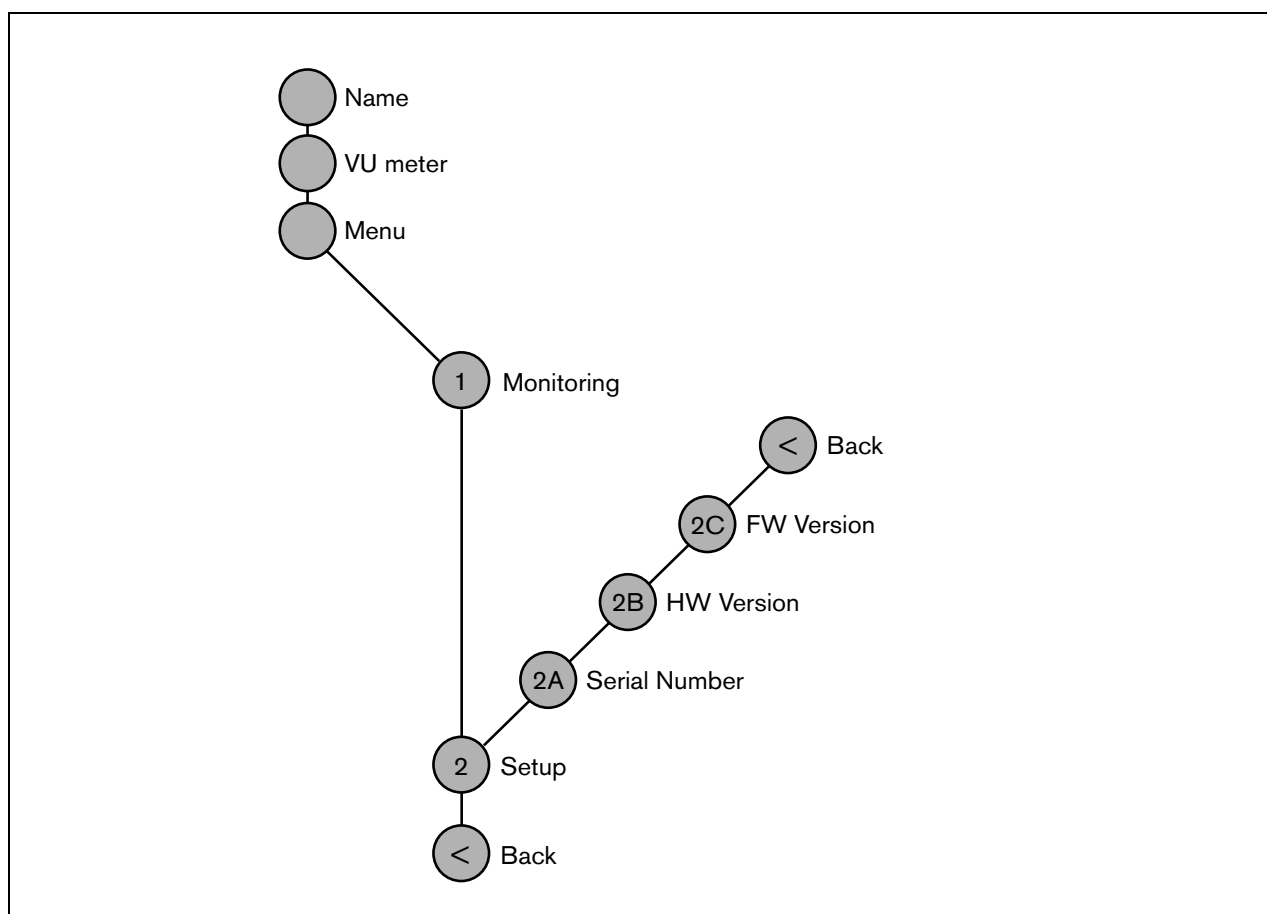 Name
VU meter
Menu
1 Monitoring
< Back
2C FW Version
2B HW Version
2A Serial Number
2 Setup
< Back